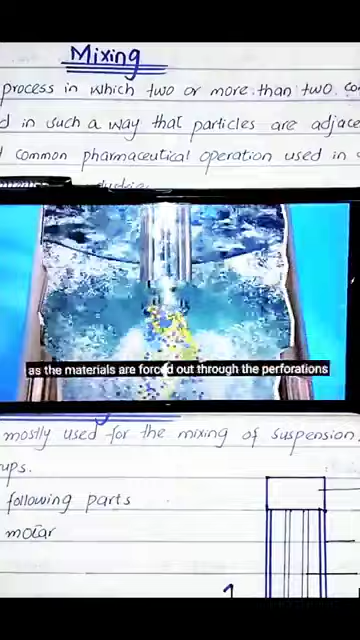 Mixing
process in which two or more than two
d in such a way that particles are adjace
common pharmaceutical operation used in
as the materials are forced out through the perforations
mostly used for the mixing of suspension
ups.
following parts
motar